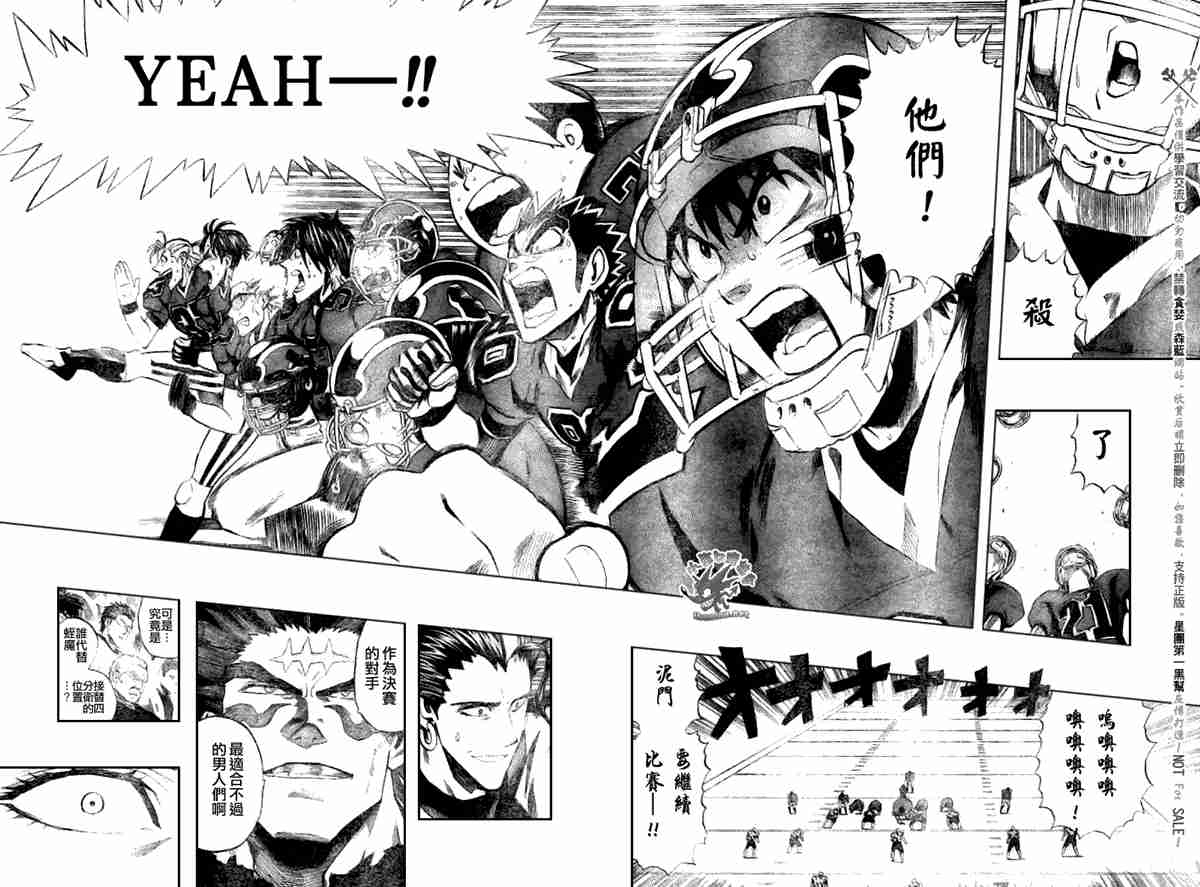 殺
了
他們！
YEAH—!!
嗚噢噢噢
噢噢噢噢！
オオオオオオ
泥門
要繼續
比賽—!!
作為決賽
的對手
最適合不過
的男人們啊
可是…
究竟是
誰代替
蛭魔
接替四
分衛的
位置
…？
21